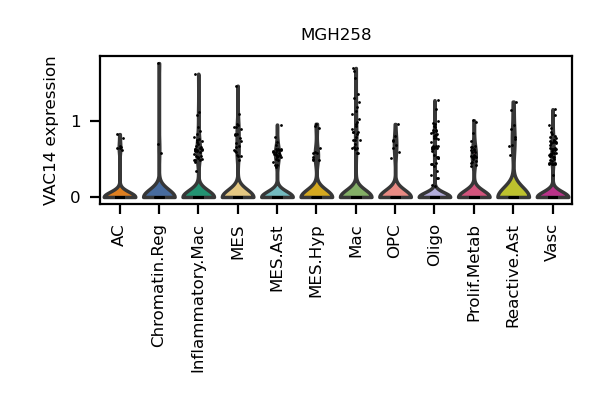 MGH258
VAC14 expression
1
0
AC
Chromatin.Reg
Inflammatory.Mac
MES
MES.Ast
MES.Hyp
Mac
OPC
Oligo
Prolif.Metab
Reactive.Ast
Vasc